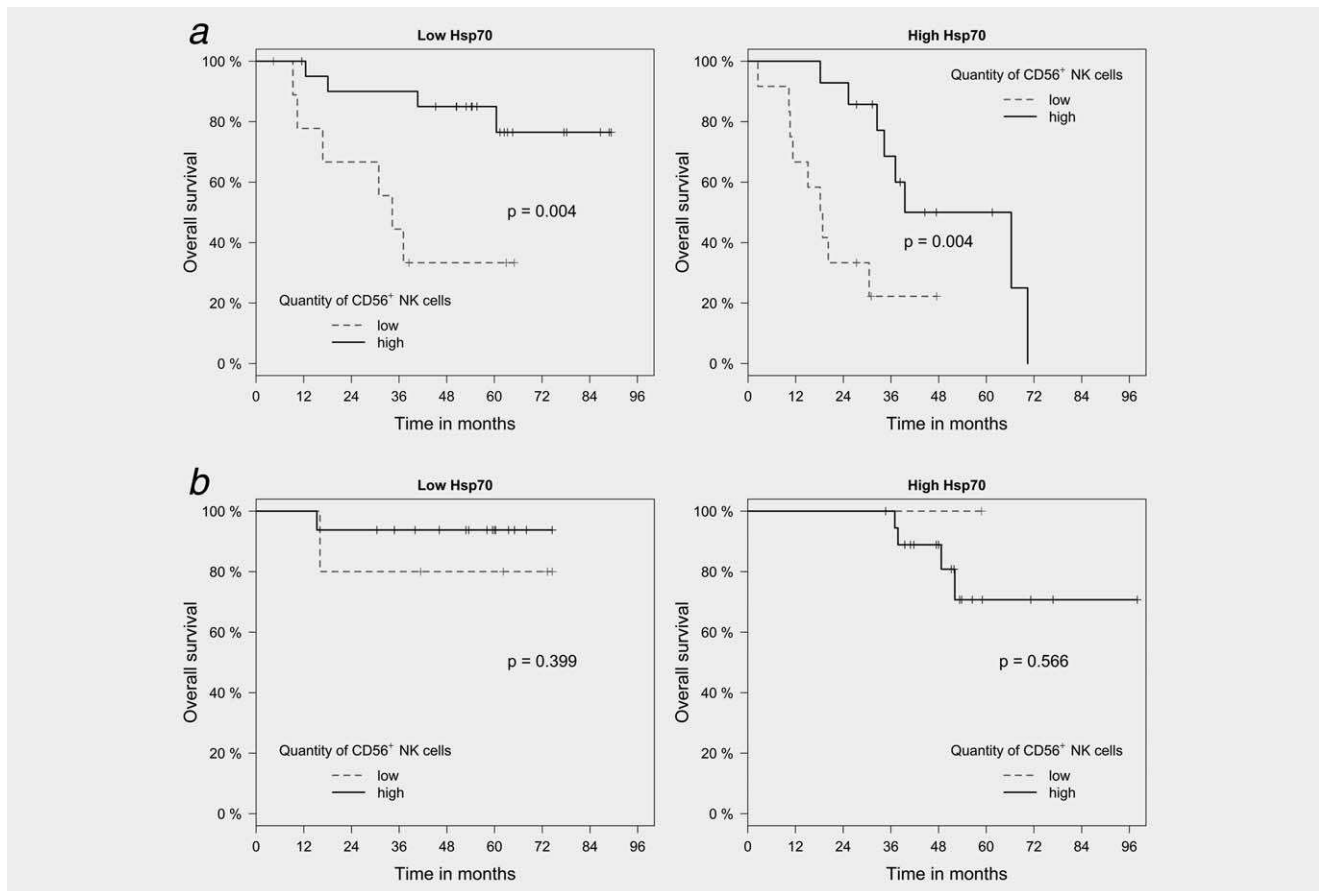 a
Low Hsp70
100 %
80 %
60 %
40 %
20 %
0 %
Overall survival
p = 0.004
Quantity of CD56⁺ NK cells
low
high
0 12 24 36 48 60 72 84 96
Time in months
High Hsp70
100 %
80 %
60 %
40 %
20 %
0 %
Overall survival
Quantity of CD56⁺ NK cells
low
high
p = 0.004
0 12 24 36 48 60 72 84 96
Time in months
b
Low Hsp70
100 %
80 %
60 %
40 %
20 %
0 %
Overall survival
p = 0.399
Quantity of CD56⁺ NK cells
low
high
0 12 24 36 48 60 72 84 96
Time in months
High Hsp70
100 %
80 %
60 %
40 %
20 %
0 %
Overall survival
p = 0.566
Quantity of CD56⁺ NK cells
low
high
0 12 24 36 48 60 72 84 96
Time in months